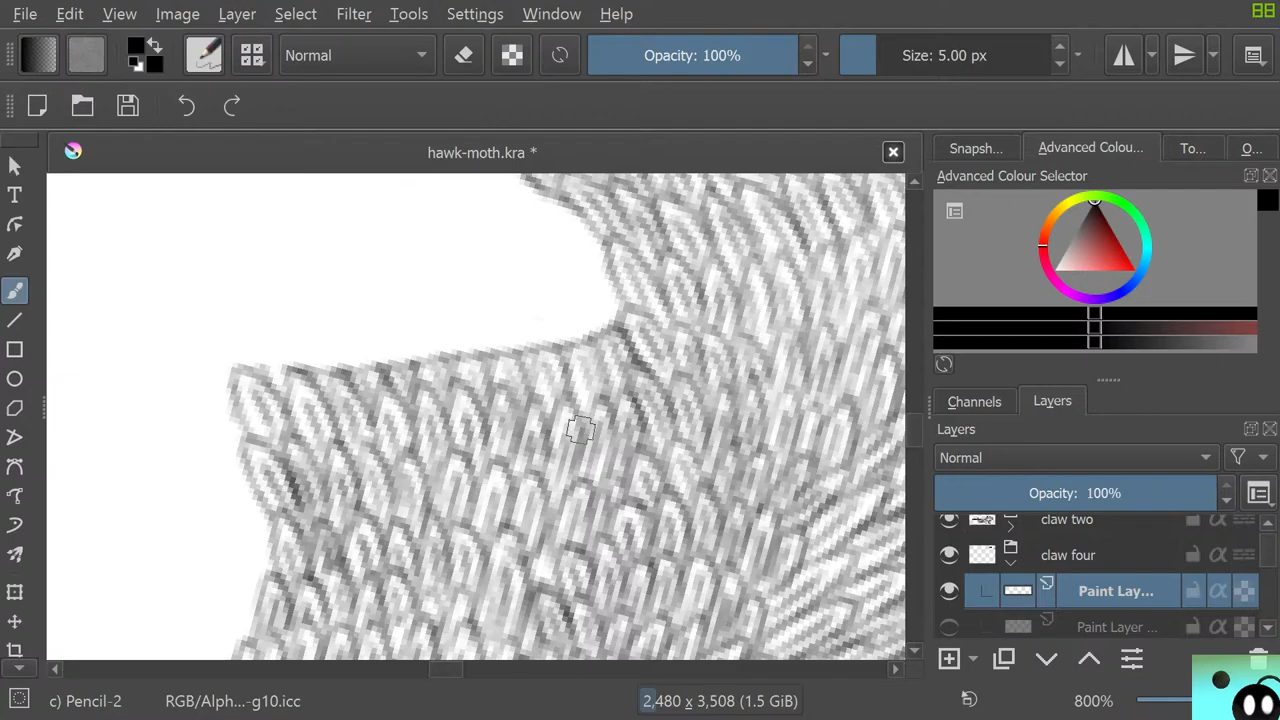 File Edit View Image Layer Select Filter Tools Settings Window Help
Normal Opacity: 100% Size: 5.00 px
hawk-moth.kra *
Snapsh... Advanced Colou... To... O...
Advanced Colour Selector
Channels Layers
Layers
Normal
Opacity: 100%
claw two
claw four
Paint Lay...
Paint Layer ...
c) Pencil-2 RGB/Alph...-g10.icc 2,480 x 3,508 (1.5 GiB) 800%